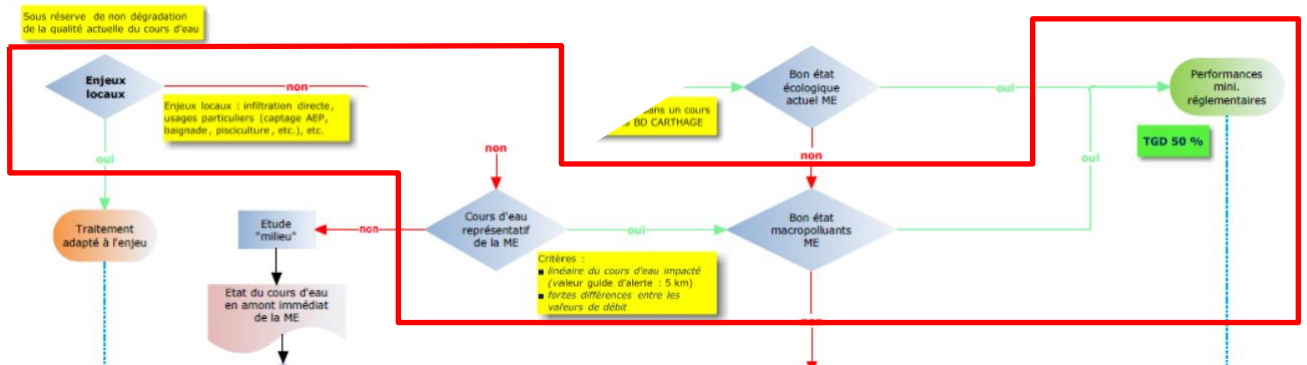 Sous réserve de non dégradation
de la qualité actuelle du cours d'eau
Enjeux
locaux
non
Enjeux locaux : infiltration directe,
usages particuliers (captage AEP,
baignade, pisciculture, etc.), etc.
oui
Traitement
adapté à l'enjeu
Bon état
écologique
actuel ME
dans un cours
BD CARTHAGE
oui
Performances
mini.
réglementaires
TGD 50 %
non
non
oui
Etude
"milieu"
non
Cours d'eau
représentatif
de la ME
oui
Bon état
macropolluants
ME
Critères :
▪ linéaire du cours d'eau impacté
(valeur guide d'alerte : 5 km)
▪ fortes différences entre les
valeurs de débit
Etat du cours d'eau
en amont immédiat
de la ME
non